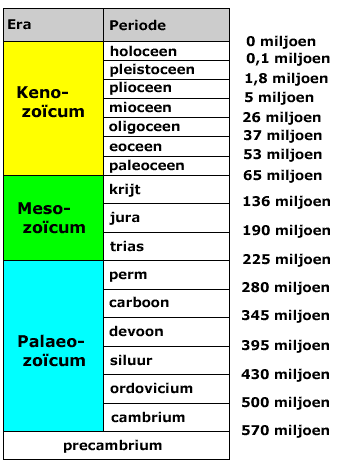 Era Periode
0 miljoen
holoceen
0,1 miljoen
pleistoceen
1,8 miljoen
plioceen
5 miljoen
Keno-
zoïcum
mioceen
26 miljoen
oligoceen
37 miljoen
eoceen
53 miljoen
paleoceen
65 miljoen
krijt
136 miljoen
Meso-
zoïcum
jura
190 miljoen
trias
225 miljoen
perm
280 miljoen
carboon
345 miljoen
devoon
395 miljoen
Palaeo-
zoïcum
siluur
430 miljoen
ordovicium
500 miljoen
cambrium
570 miljoen
precambrium